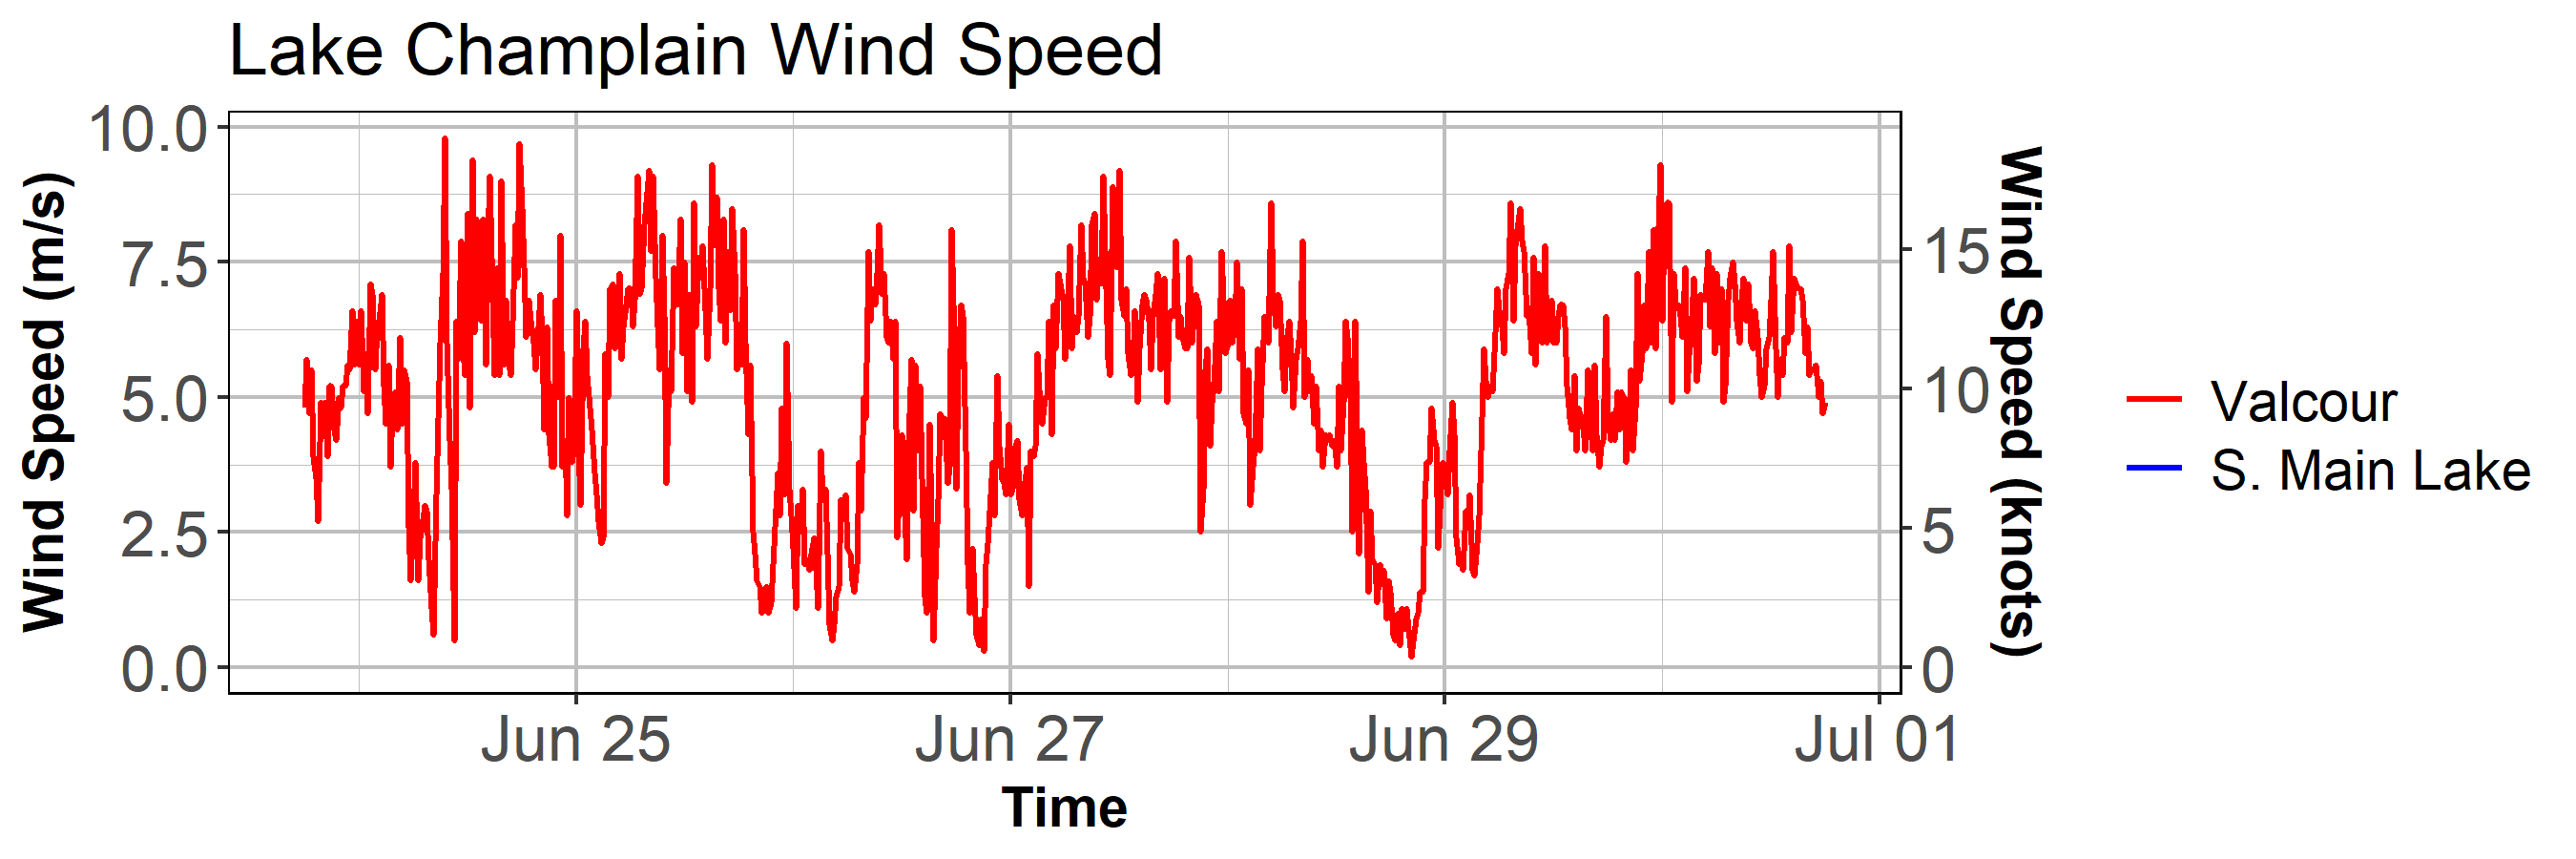 Lake Champlain Wind Speed
Wind Speed (m/s)
10.0
7.5
5.0
2.5
0.0
15
10
5
0
Wind Speed (knots)
Jun 25
Jun 27
Jun 29
Jul 01
Time
Valcour
S. Main Lake